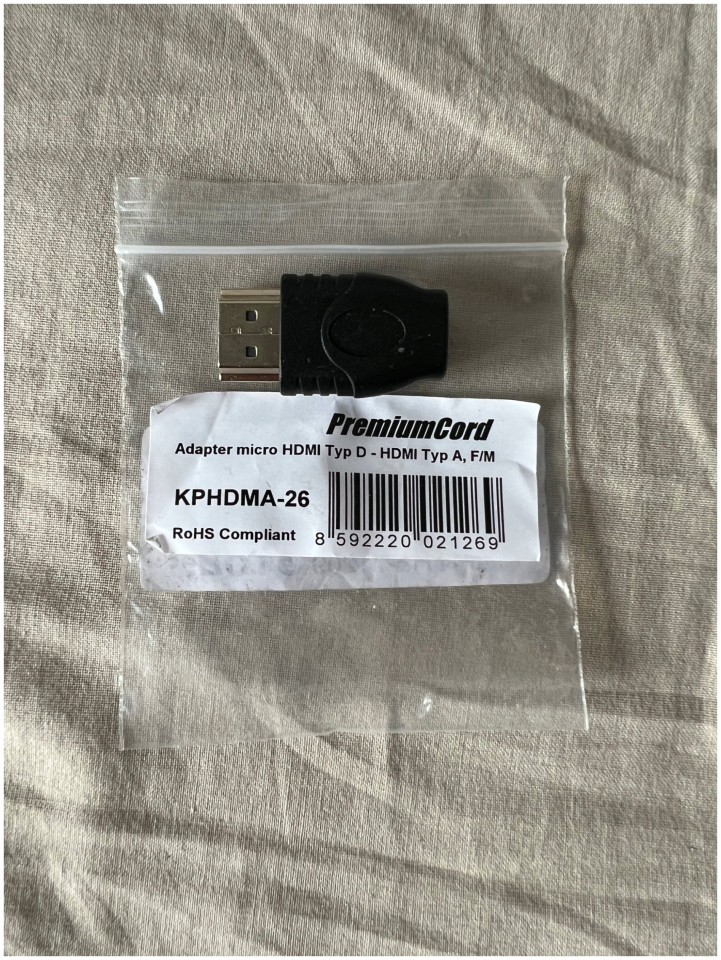 PremiumCord
Adapter micro HDMI Typ D - HDMI Typ A, F/M
KPHDMA-26
RoHS Compliant
8 592220 021269